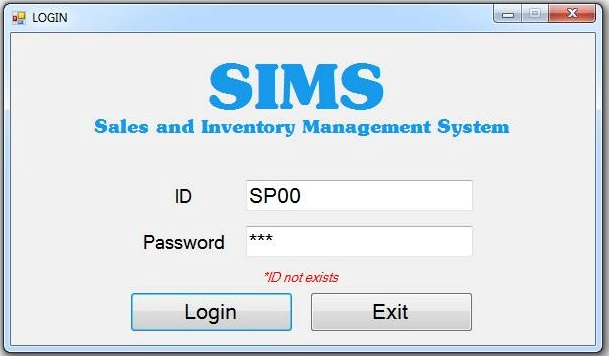 LOGIN
SIMS
Sales and Inventory Management System
ID SP00
Password ***
*ID not exists
Login Exit